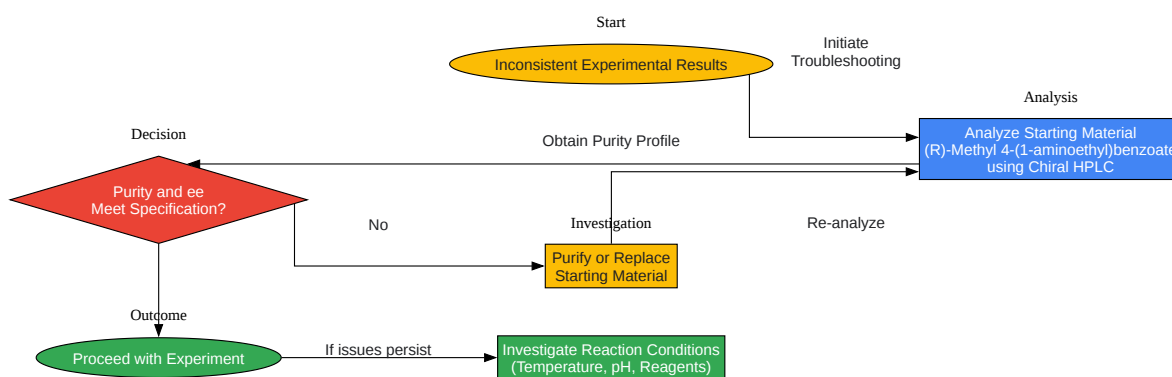 Start
Inconsistent Experimental Results
Initiate
Troubleshooting
Analysis
Analyze Starting Material
(R)-Methyl 4-(1-aminoethyl)benzoate
using Chiral HPLC
Obtain Purity Profile
Decision
Purity and ee
Meet Specification?
No
Investigation
Purify or Replace
Starting Material
Re-analyze
Outcome
Proceed with Experiment
If issues persist
Investigate Reaction Conditions
(Temperature, pH, Reagents)